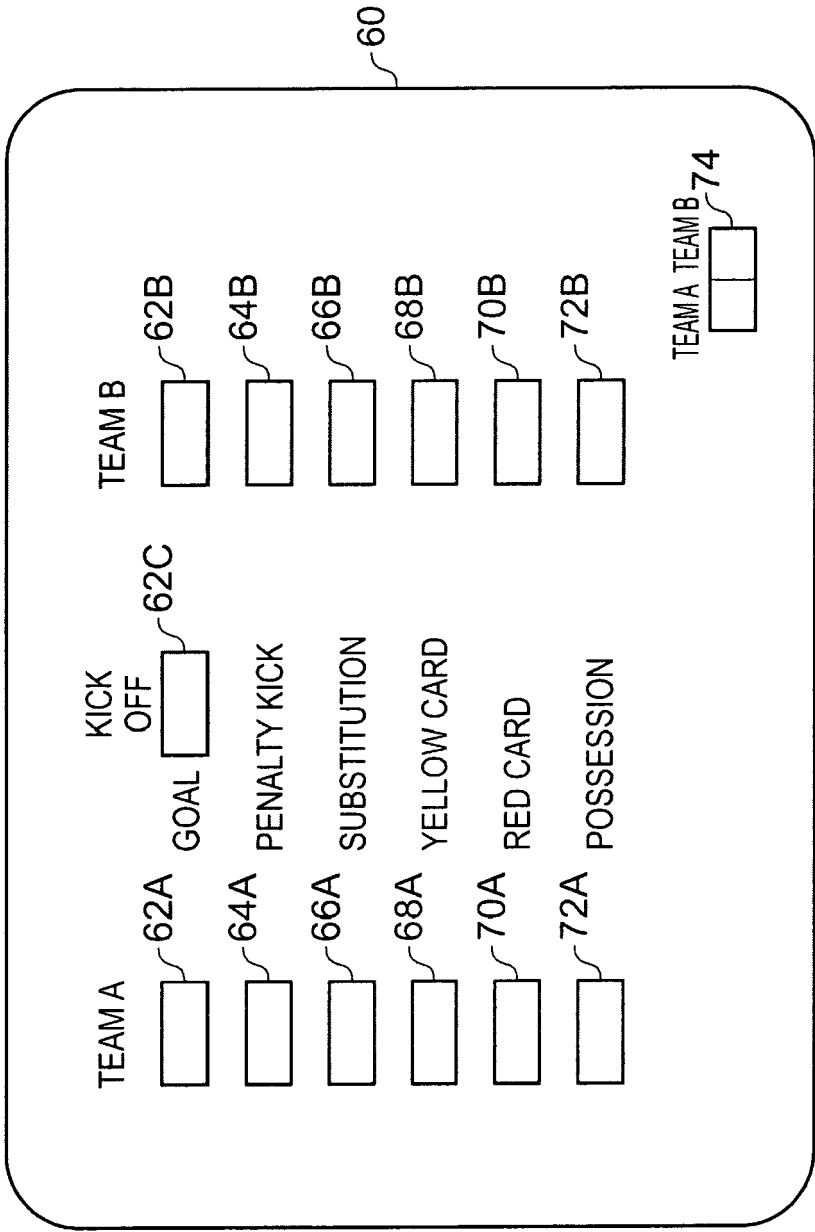 60
TEAM A
KICK
OFF
TEAM B
62A
GOAL
62C
62B
64A
PENALTY KICK
64B
66A
SUBSTITUTION
66B
68A
YELLOW CARD
68B
70A
RED CARD
70B
72A
POSSESSION
72B
TEAM A TEAM B
74